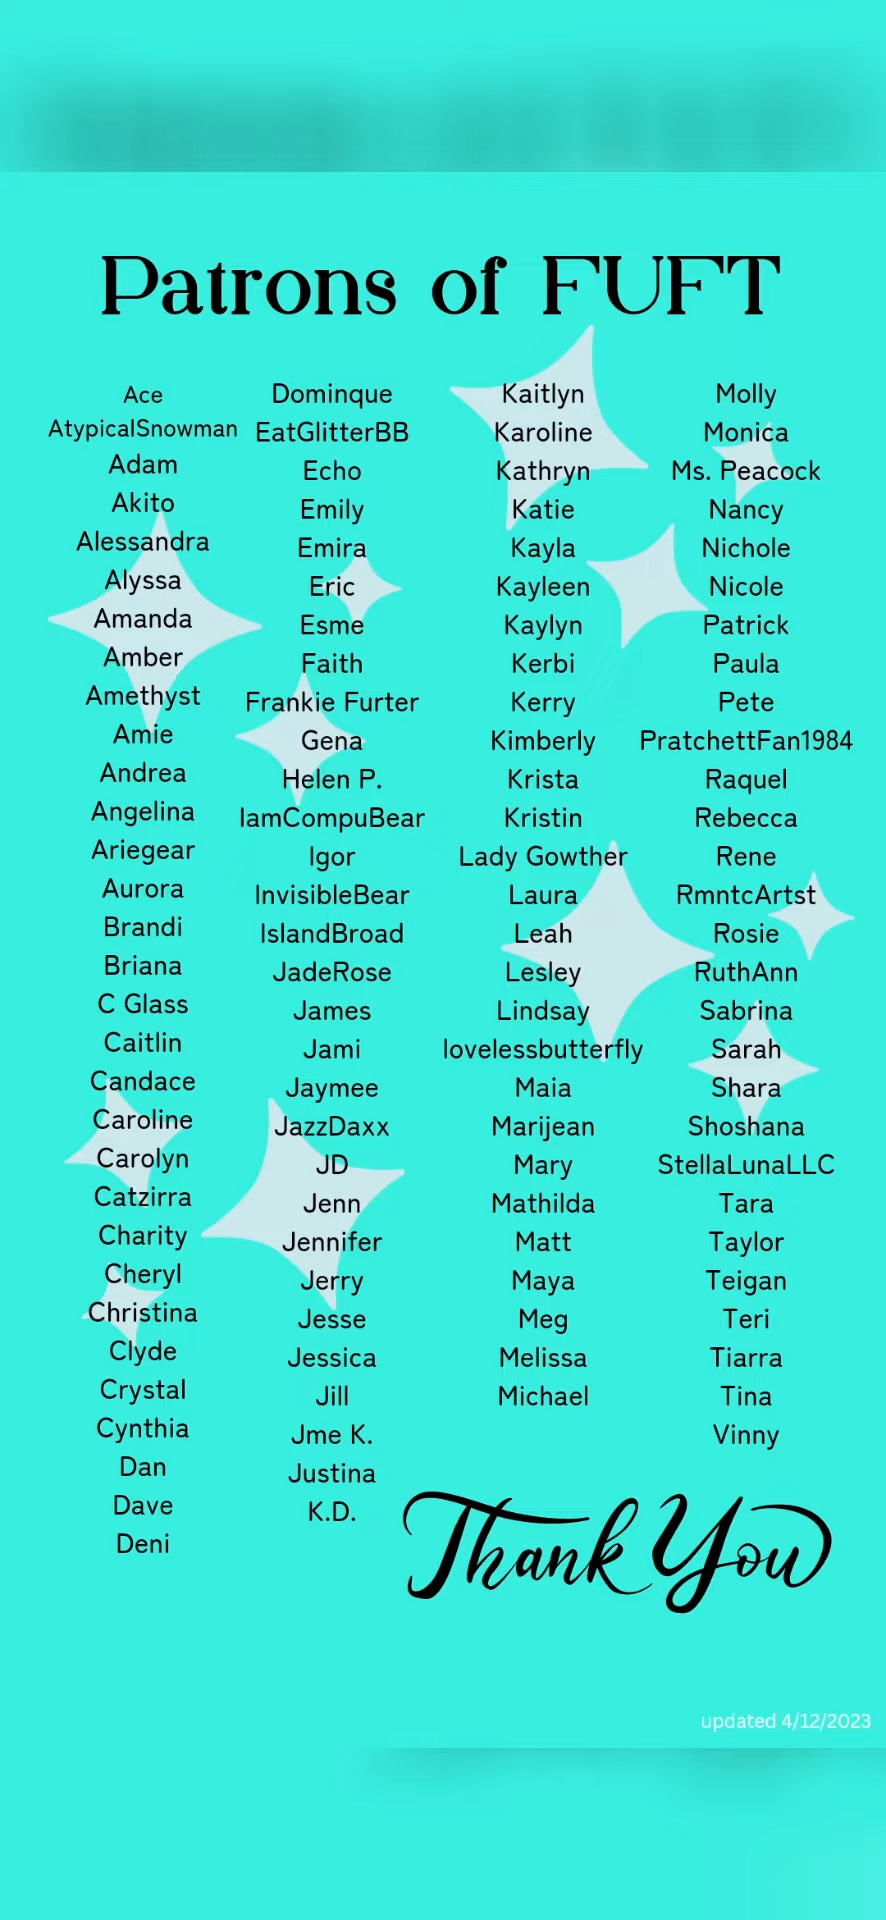 Patrons of FUFT
Ace
AtypicalSnowman
Adam
Akito
Alessandra
Alyssa
Amanda
Amber
Amethyst
Amie
Andrea
Angelina
Ariegear
Aurora
Brandi
Briana
C Glass
Caitlin
Candace
Caroline
Carolyn
Catzirra
Charity
Cheryl
Christina
Clyde
Crystal
Cynthia
Dan
Dave
Deni
Dominque
EatGlitterBB
Echo
Emily
Emira
Eric
Esme
Faith
Frankie Furter
Gena
Helen P.
IamCompuBear
Igor
InvisibleBear
IslandBroad
JadeRose
James
Jami
Jaymee
JazzDaxx
JD
Jenn
Jennifer
Jerry
Jesse
Jessica
Jill
Jme K.
Justina
K.D.
Kaitlyn
Karoline
Kathryn
Katie
Kayla
Kayleen
Kaylyn
Kerbi
Kerry
Kimberly
Krista
Kristin
Lady Gowther
Laura
Leah
Lesley
Lindsay
lovelessbutterfly
Maia
Marijean
Mary
Mathilda
Matt
Maya
Meg
Melissa
Michael
Molly
Monica
Ms. Peacock
Nancy
Nichole
Nicole
Patrick
Paula
Pete
PratchettFan1984
Raquel
Rebecca
Rene
RmntcArtst
Rosie
RuthAnn
Sabrina
Sarah
Shara
Shoshana
StellaLunaLLC
Tara
Taylor
Teigan
Teri
Tiarra
Tina
Vinny
Thank You
updated 4/12/2023